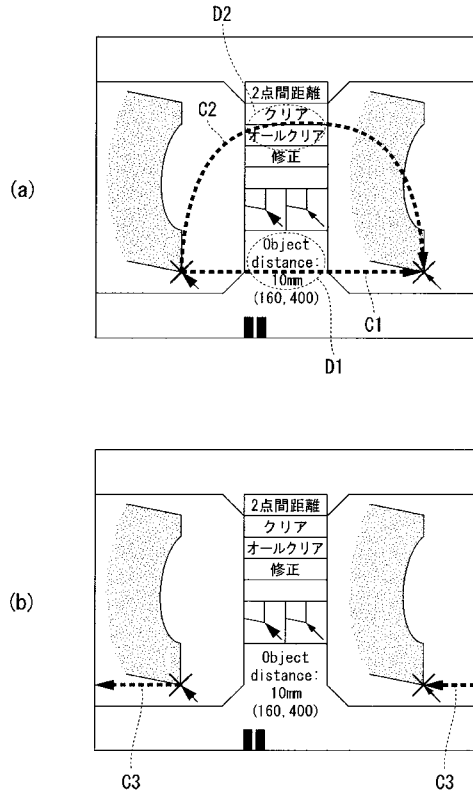 D2
C2
(a)
2点間距離
クリア
オールクリア
修正
Object
distance:
10mm
(160,400)
C1
D1
(b)
2点間距離
クリア
オールクリア
修正
Object
distance:
10mm
(160,400)
C3
C3